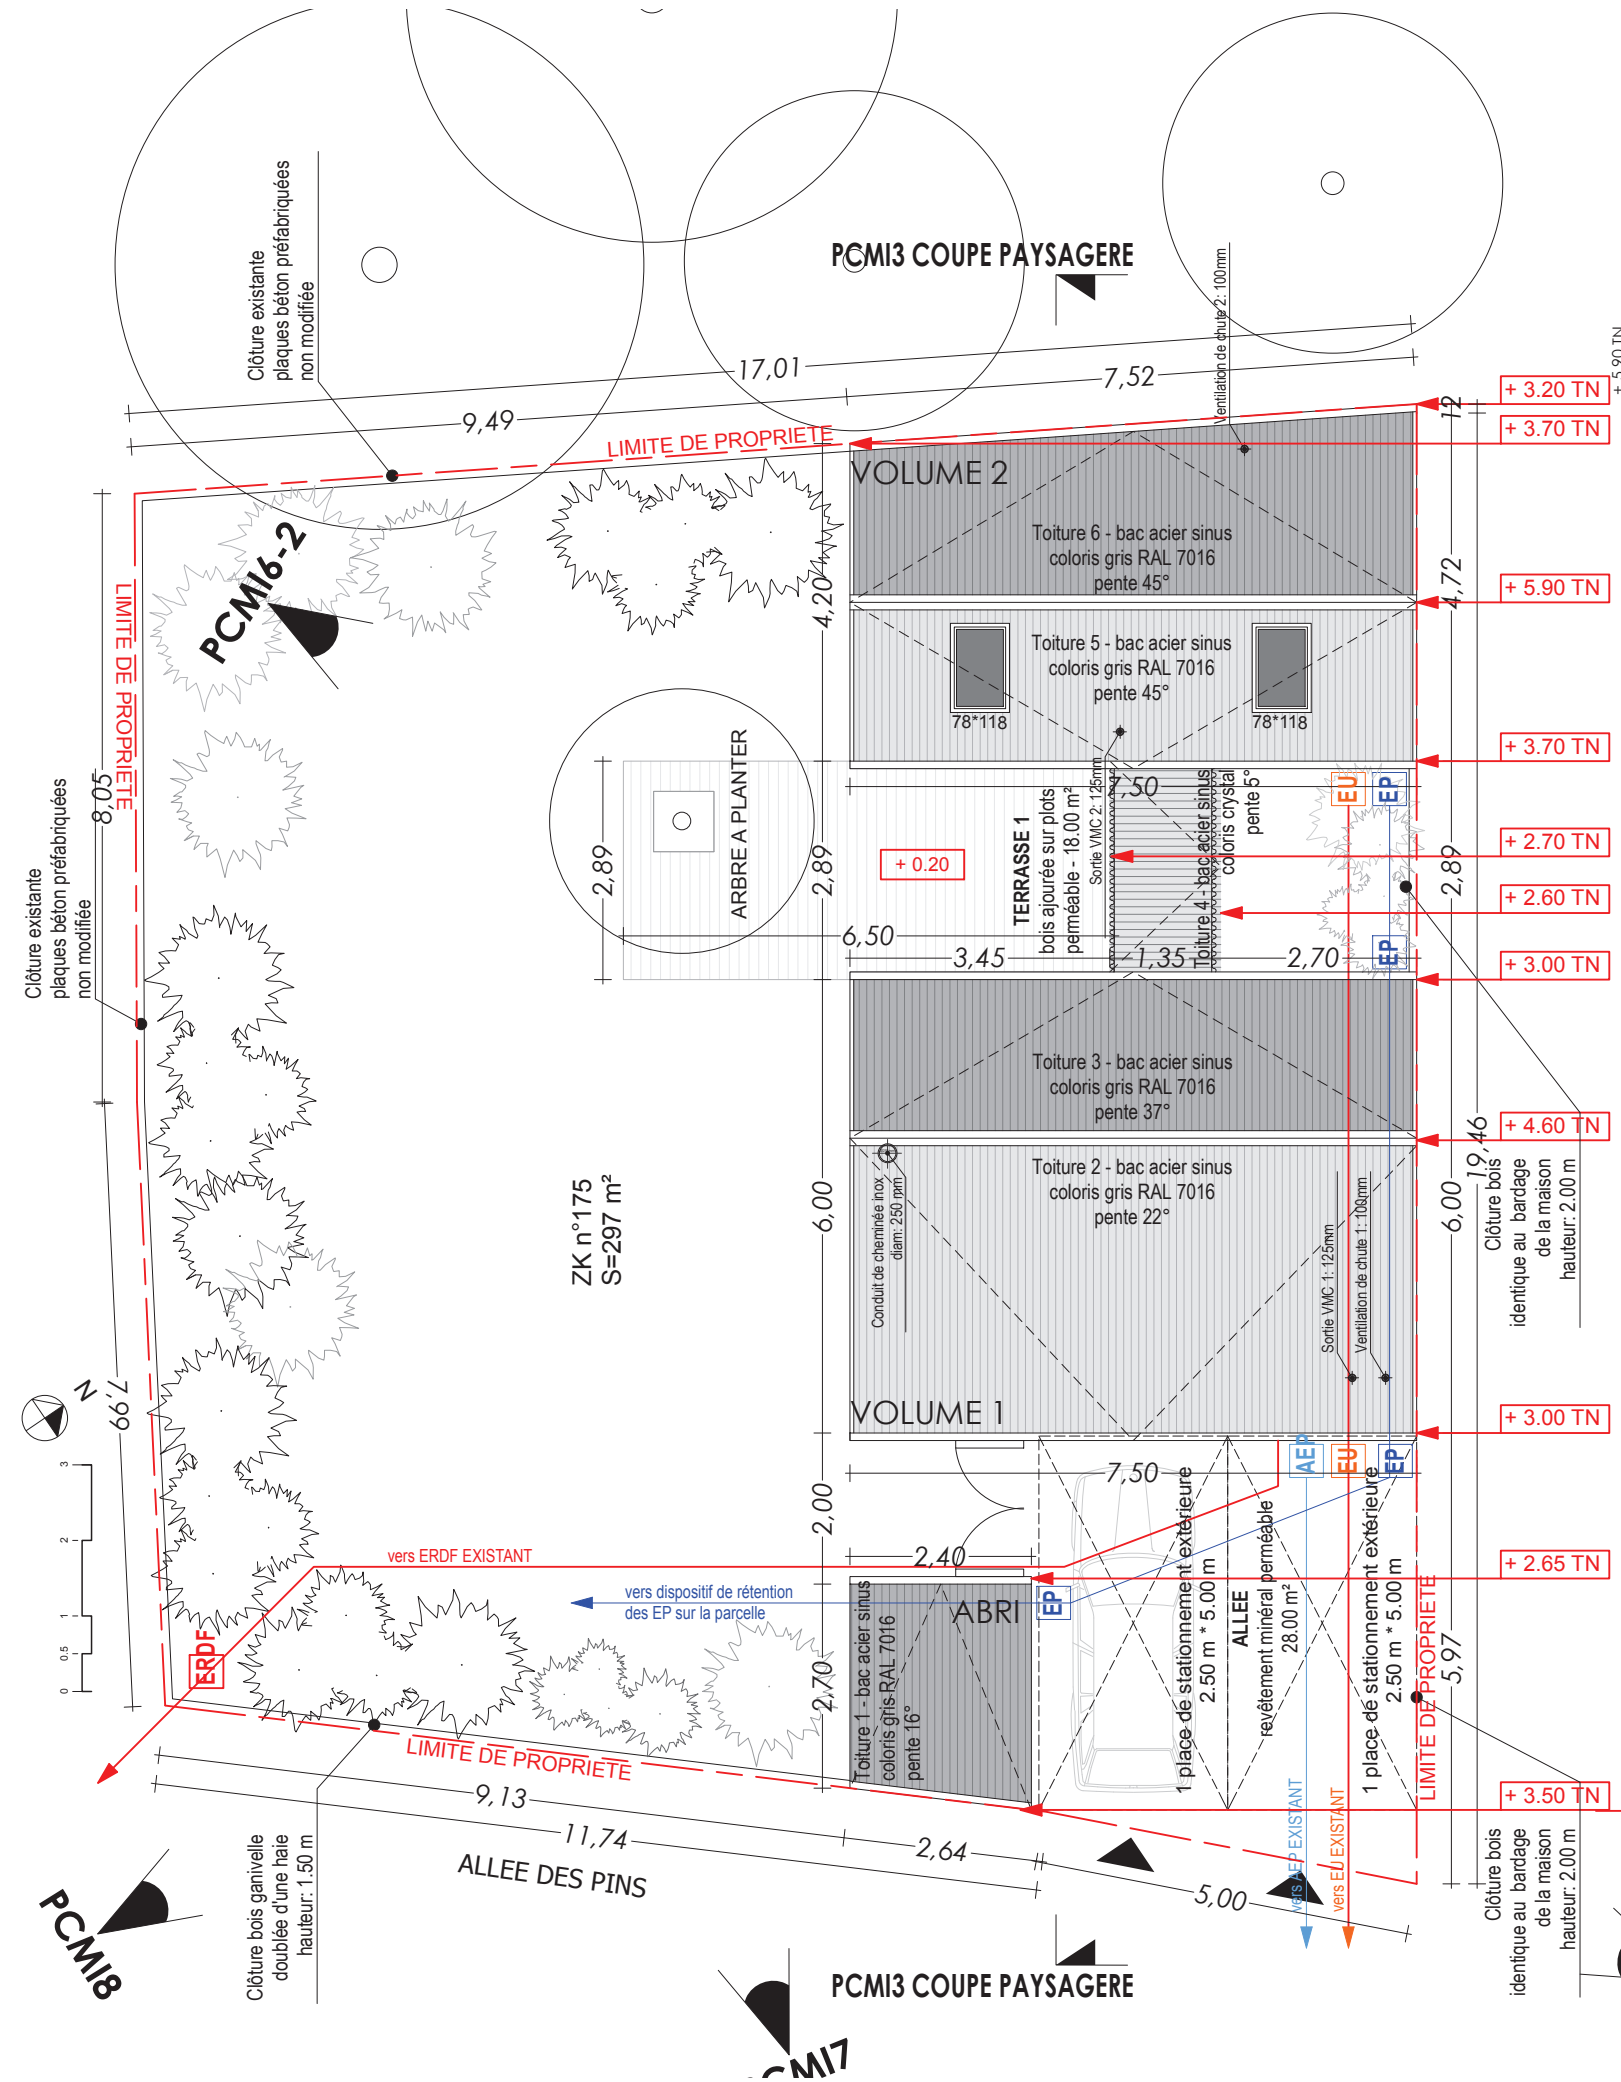 Clôture existante
plaques béton préfabriquées
non modifiée
PCMI3 COUPE PAYSAGERE
Ventilation de chute 2: 100mm
17,01
7,52
9,49
LIMITE DE PROPRIETE
+ 5.90 TN
+ 3.20 TN
12
+ 3.70 TN
VOLUME 2
Toiture 6 - bac acier sinus
coloris gris RAL 7016
pente 45°
PCMI6-2
4,20
4,72
+ 5.90 TN
LIMITE DE PROPRIETE
Toiture 5 - bac acier sinus
coloris gris RAL 7016
pente 45°
78*118
78*118
+ 3.70 TN
8,05
Clôture existante
plaques béton préfabriquées
non modifiée
ARBRE A PLANTER
2,89
2,89
+ 0.20
TERRASSE 1
bois ajourée sur plots
perméable - 18.00 m²
Sortie VMC 2: 125mm
7,50
Toiture 4 - bac acier sinus
coloris crystal
pente 5°
EU
EP
+ 2.70 TN
2,89
+ 2.60 TN
6,50
3,45
1,35
2,70
EP
+ 3.00 TN
Toiture 3 - bac acier sinus
coloris gris RAL 7016
pente 37°
+ 4.60 TN
19,46
Clôture bois
identique au bardage
de la maison
hauteur: 2.00 m
ZK n°175
S=297 m²
6,00
Conduit de cheminée inox
diam: 250 mm
Toiture 2 - bac acier sinus
coloris gris RAL 7016
pente 22°
6,00
Sortie VMC 1: 125mm
Ventilation de chute 1: 100mm
VOLUME 1
+ 3.00 TN
N
7,99
3
2
1
0.5
0
AEP
EU
EP
7,50
2,00
vers ERDF EXISTANT
2,40
+ 2.65 TN
vers dispositif de rétention
des EP sur la parcelle
ABRI
EP
ERDF
2,70
Toiture 1 - bac acier sinus
coloris gris RAL 7016
pente 16°
1 place de stationnement extérieure
2.50 m * 5.00 m
ALLEE
revêtement minéral perméable
28.00 m²
1 place de stationnement extérieure
2.50 m * 5.00 m
LIMITE DE PROPRIETE
5,97
LIMITE DE PROPRIETE
+ 3.50 TN
9,13
11,74
2,64
5,00
ALLEE DES PINS
vers AEP EXISTANT
vers EU EXISTANT
Clôture bois ganivelle
doublée d'une haie
hauteur: 1.50 m
Clôture bois
identique au bardage
de la maison
hauteur: 2.00 m
PCMI8
PCMI3 COUPE PAYSAGERE
PCMI7